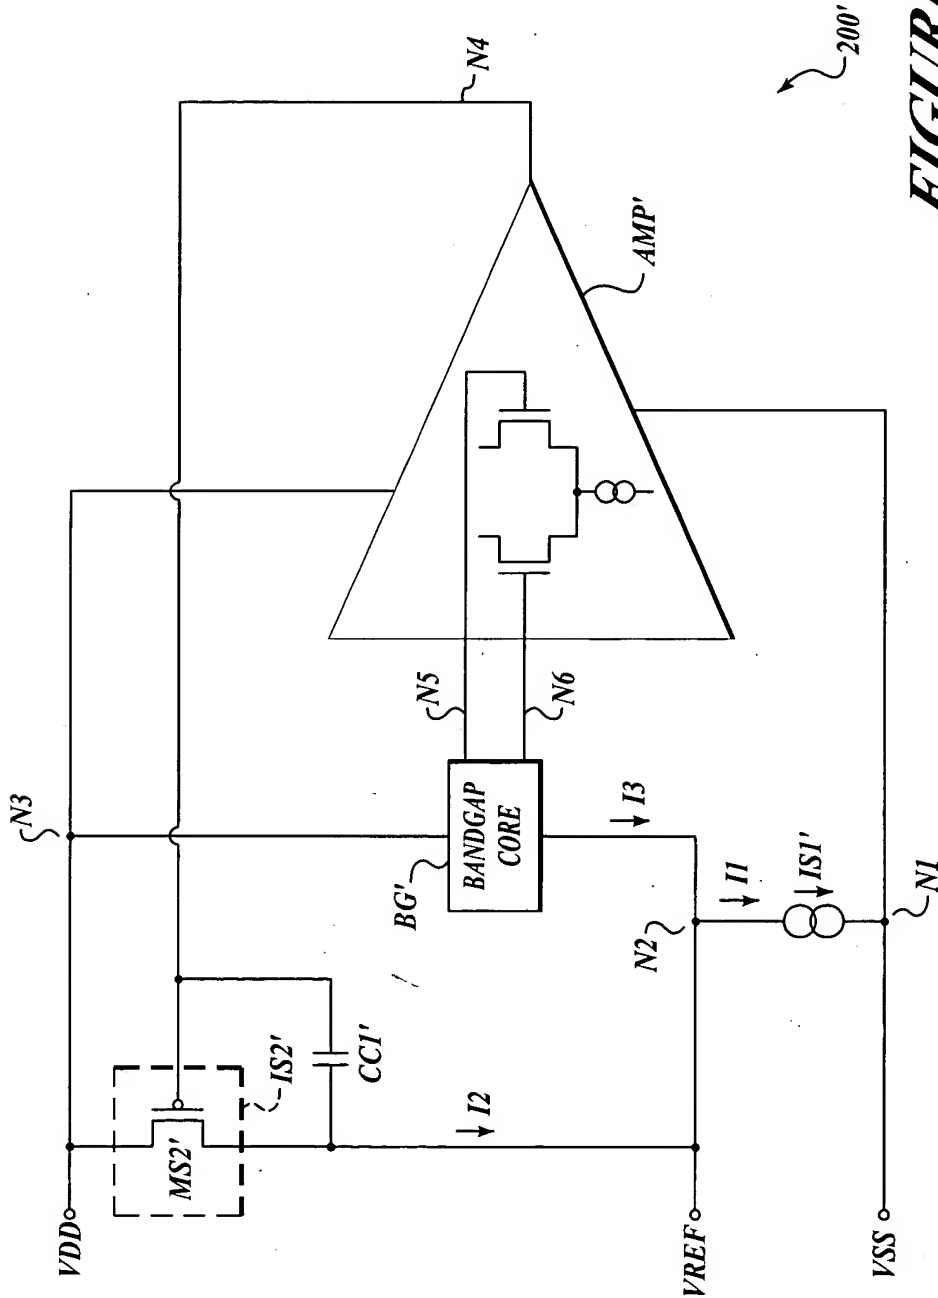 FIGUR
200'
N4
AMP'
N3
N5
N6
BANDGAP
CORE
BG'
I3
N2
I1
IS1'
N1
IS2'
CC1'
MS2'
I2
VDD
VREF
VSS